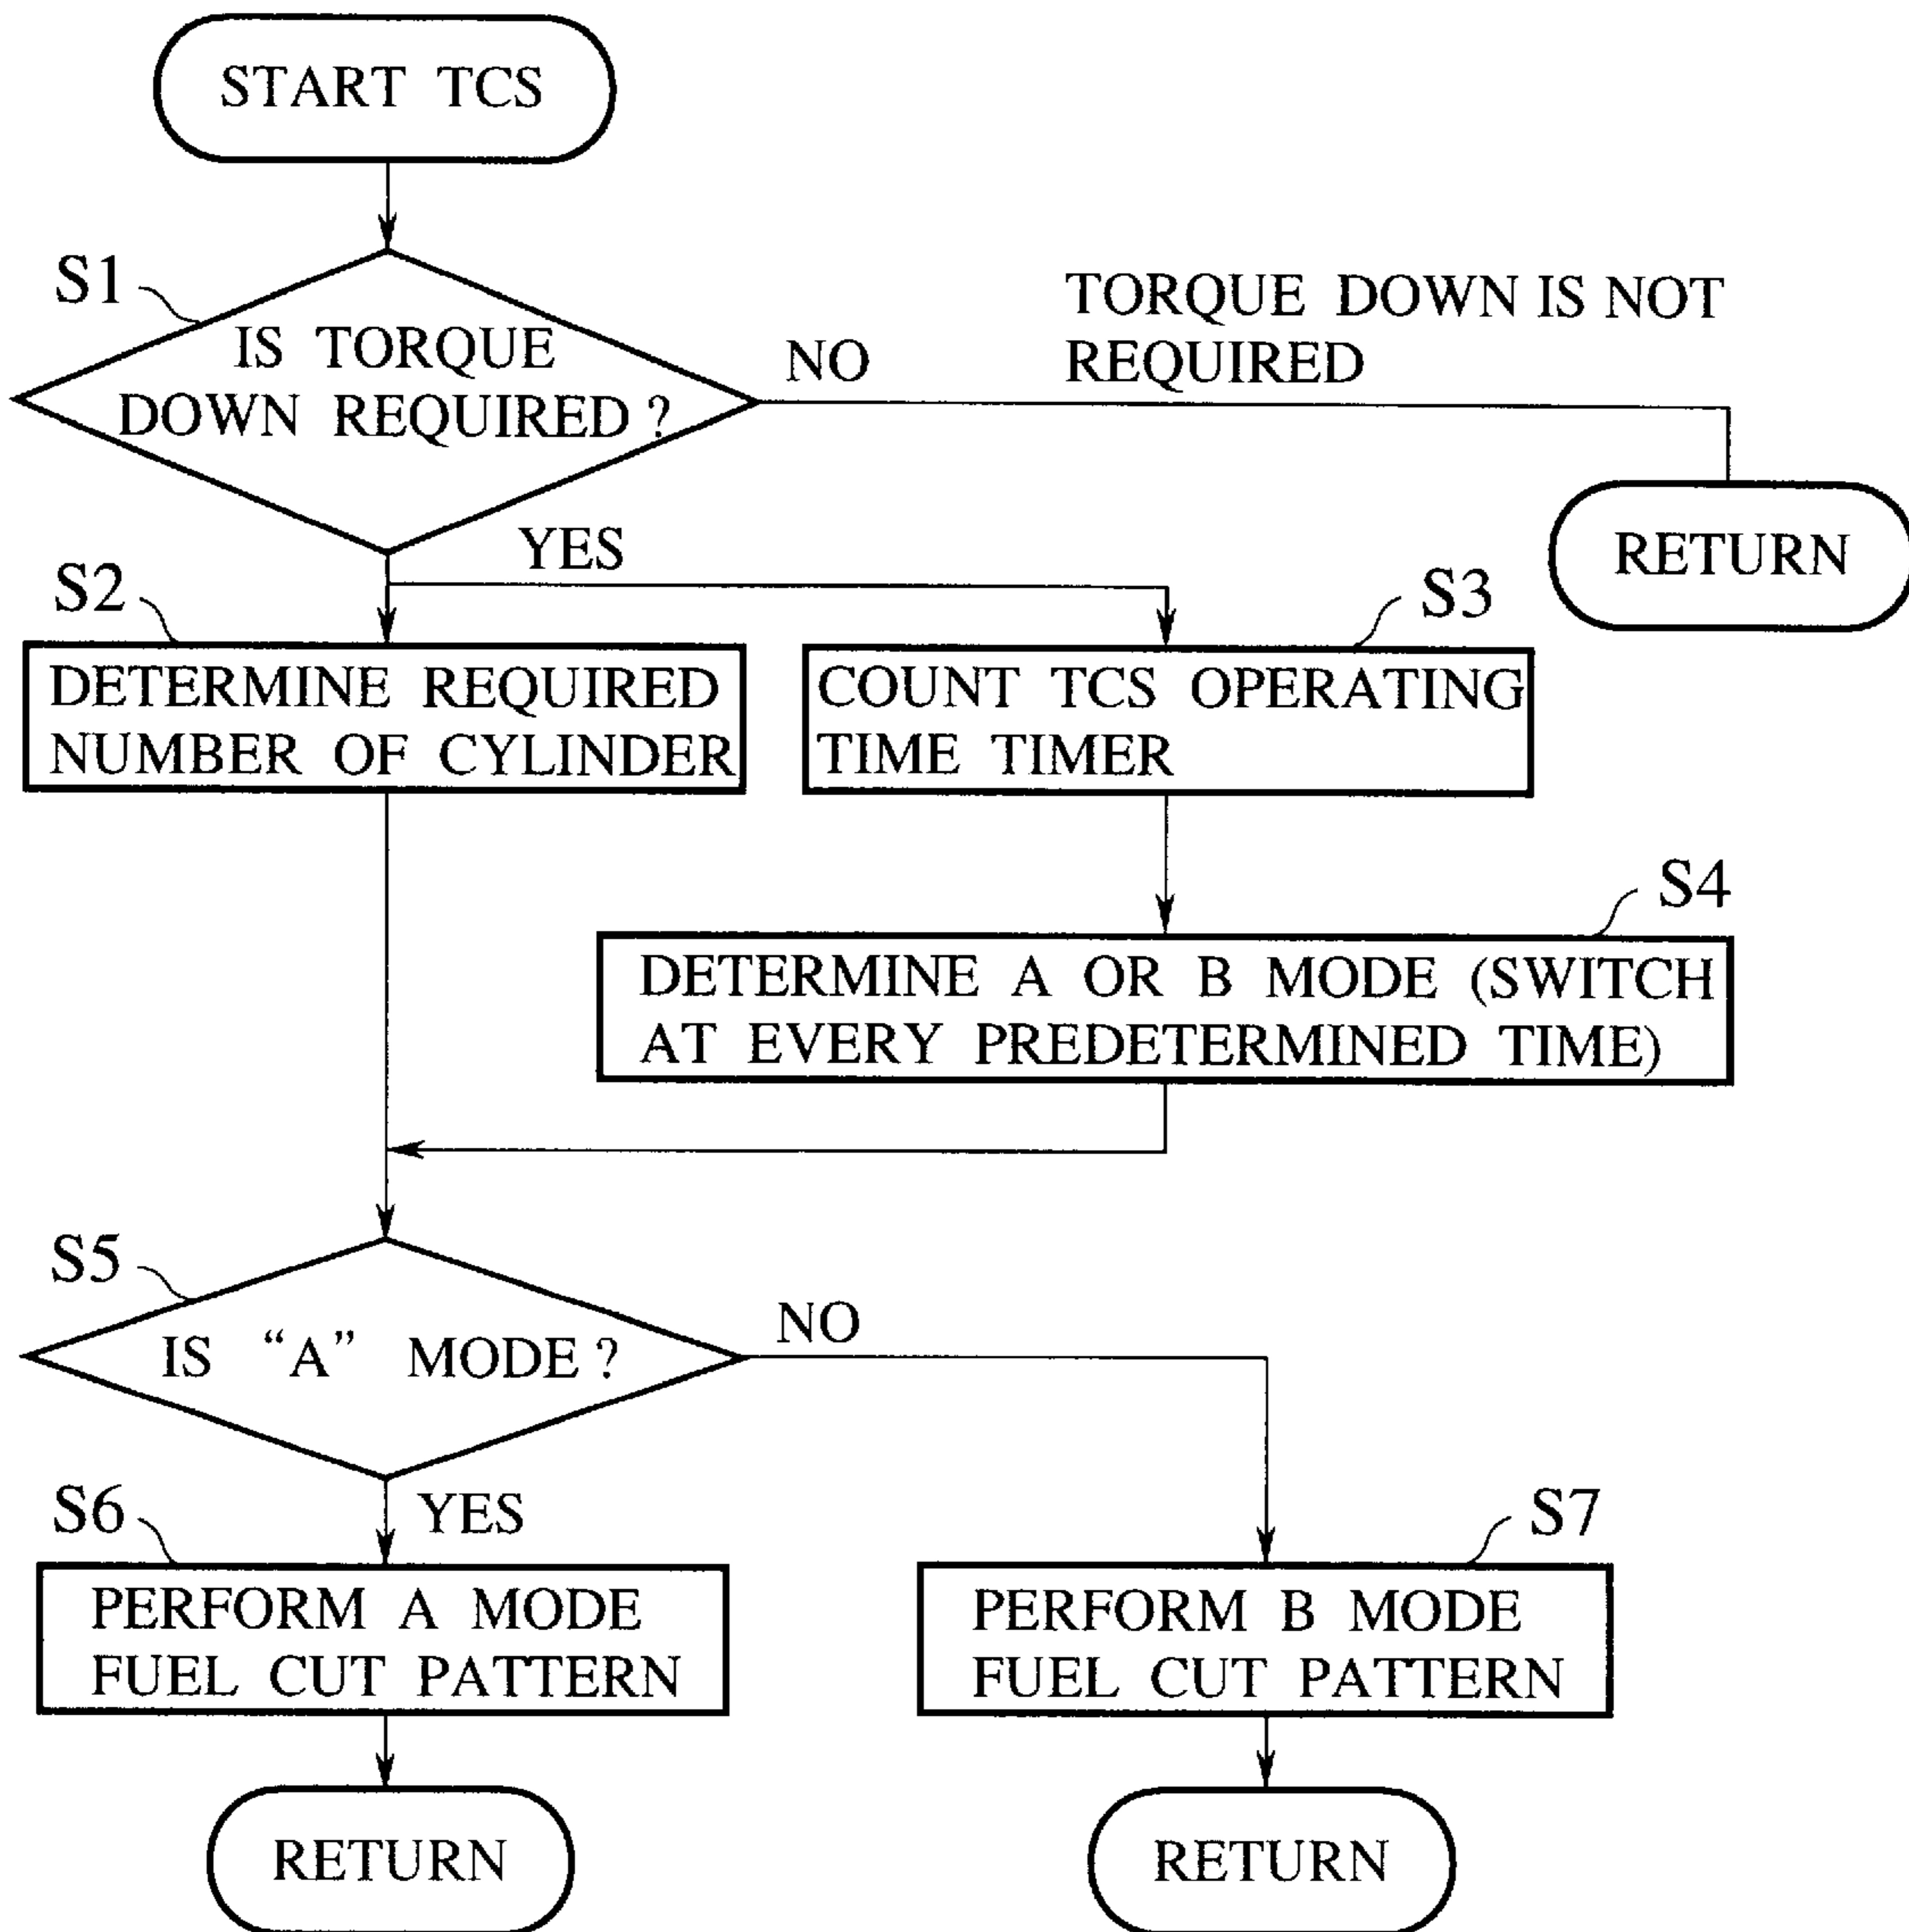 START TCS
S1
IS TORQUE
DOWN REQUIRED?
NO
TORQUE DOWN IS NOT
REQUIRED
RETURN
YES
S2
DETERMINE REQUIRED
NUMBER OF CYLINDER
S3
COUNT TCS OPERATING
TIME TIMER
S4
DETERMINE A OR B MODE (SWITCH
AT EVERY PREDETERMINED TIME)
S5
IS “A” MODE?
NO
YES
S6
PERFORM A MODE
FUEL CUT PATTERN
RETURN
S7
PERFORM B MODE
FUEL CUT PATTERN
RETURN